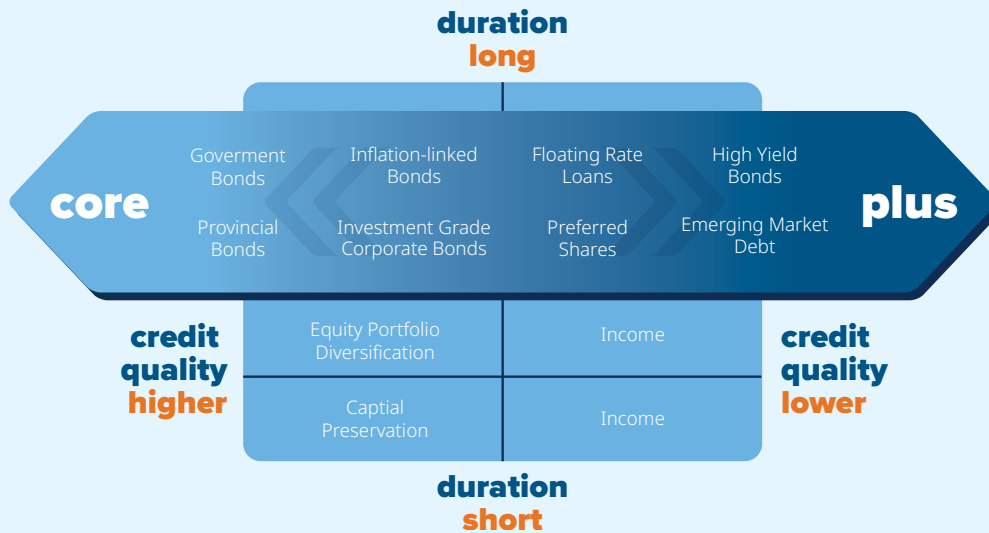 duration
long
core
Goverment
Bonds
Inflation-linked
Bonds
Floating Rate
Loans
High Yield
Bonds
Provincial
Bonds
Investment Grade
Corporate Bonds
Preferred
Shares
Emerging Market
Debt
plus
credit
quality
higher
Equity Portfolio
Diversification
Income
Captial
Preservation
Income
credit
quality
lower
duration
short